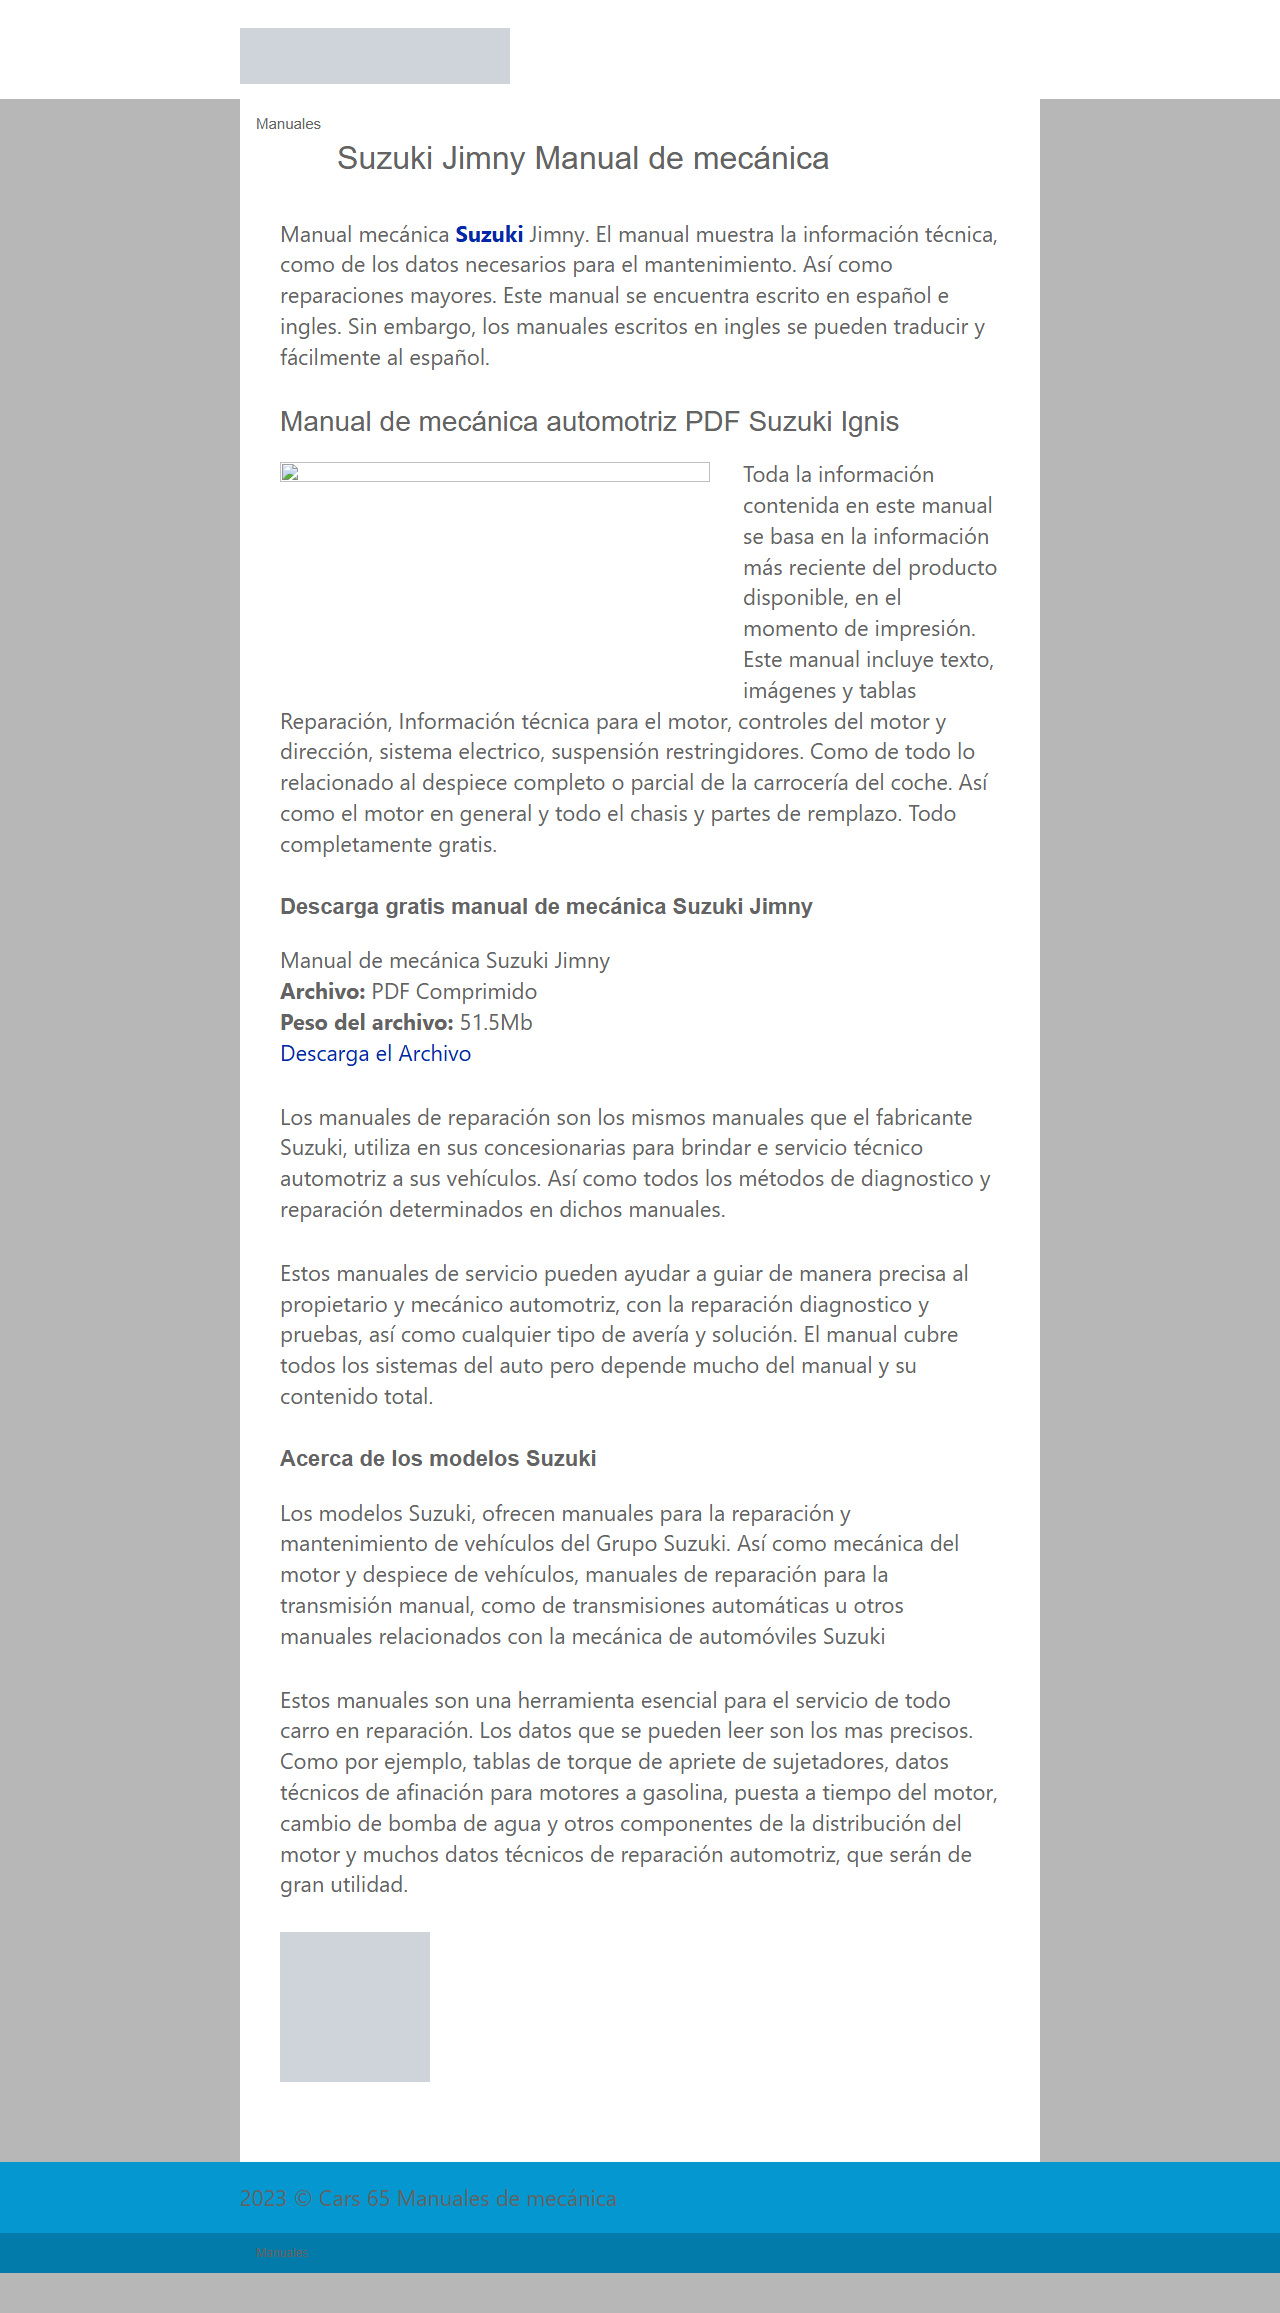 Manuales
Suzuki Jimny Manual de mecánica
Manual mecánica Suzuki Jimny. El manual muestra la información técnica,
como de los datos necesarios para el mantenimiento. Así como
reparaciones mayores. Este manual se encuentra escrito en español e
ingles. Sin embargo, los manuales escritos en ingles se pueden traducir y
fácilmente al español.
Manual de mecánica automotriz PDF Suzuki Ignis
Toda la información
contenida en este manual
se basa en la información
más reciente del producto
disponible, en el
momento de impresión.
Este manual incluye texto,
imágenes y tablas
Reparación, Información técnica para el motor, controles del motor y
dirección, sistema electrico, suspensión restringidores. Como de todo lo
relacionado al despiece completo o parcial de la carrocería del coche. Así
como el motor en general y todo el chasis y partes de remplazo. Todo
completamente gratis.
Descarga gratis manual de mecánica Suzuki Jimny
Manual de mecánica Suzuki Jimny
Archivo: PDF Comprimido
Peso del archivo: 51.5Mb
Descarga el Archivo
Los manuales de reparación son los mismos manuales que el fabricante
Suzuki, utiliza en sus concesionarias para brindar e servicio técnico
automotriz a sus vehículos. Así como todos los métodos de diagnostico y
reparación determinados en dichos manuales.
Estos manuales de servicio pueden ayudar a guiar de manera precisa al
propietario y mecánico automotriz, con la reparación diagnostico y
pruebas, así como cualquier tipo de avería y solución. El manual cubre
todos los sistemas del auto pero depende mucho del manual y su
contenido total.
Acerca de los modelos Suzuki
Los modelos Suzuki, ofrecen manuales para la reparación y
mantenimiento de vehículos del Grupo Suzuki. Así como mecánica del
motor y despiece de vehículos, manuales de reparación para la
transmisión manual, como de transmisiones automáticas u otros
manuales relacionados con la mecánica de automóviles Suzuki
Estos manuales son una herramienta esencial para el servicio de todo
carro en reparación. Los datos que se pueden leer son los mas precisos.
Como por ejemplo, tablas de torque de apriete de sujetadores, datos
técnicos de afinación para motores a gasolina, puesta a tiempo del motor,
cambio de bomba de agua y otros componentes de la distribución del
motor y muchos datos técnicos de reparación automotriz, que serán de
gran utilidad.
2023 © Cars 65 Manuales de mecánica
Manuales